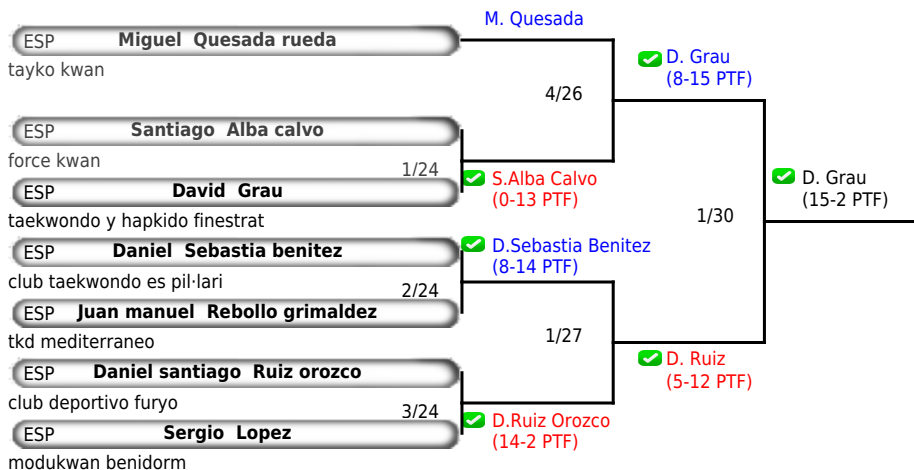 M. Quesada
ESP Miguel Quesada rueda
tayko kwan
D. Grau
(8-15 PTF)
4/26
ESP Santiago Alba calvo
force kwan
1/24
S.Alba Calvo
(0-13 PTF)
D. Grau
(15-2 PTF)
ESP David Grau
taekwondo y hapkido finestrat
1/30
ESP Daniel Sebastia benitez
D.Sebastia Benitez
(8-14 PTF)
club taekwondo es pil·lari
2/24
ESP Juan manuel Rebollo grimaldez
tkd mediterraneo
1/27
D. Ruiz
(5-12 PTF)
ESP Daniel santiago Ruiz orozco
club deportivo furyo
3/24
D.Ruiz Orozco
(14-2 PTF)
ESP Sergio Lopez
modukwan benidorm